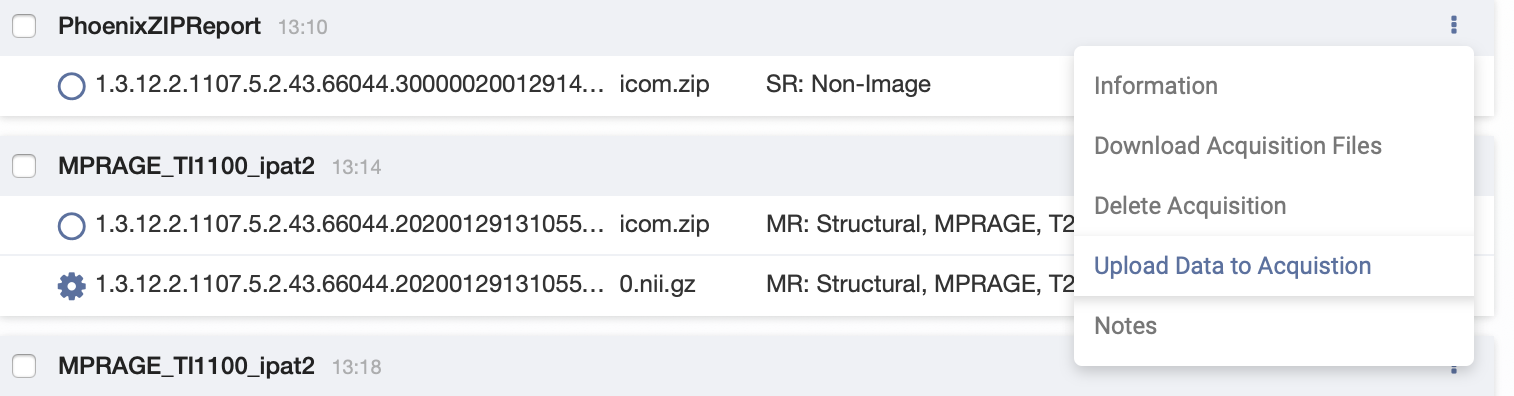 PhoenixZIPReport 13:10
1.3.12.2.1107.5.2.43.66044.30000020012914... icom.zip SR: Non-Image
MPRAGE_TI1100_ipat2 13:14
1.3.12.2.1107.5.2.43.66044.20200129131055... icom.zip MR: Structural, MPRAGE, T2
1.3.12.2.1107.5.2.43.66044.20200129131055... 0.nii.gz MR: Structural, MPRAGE, T2
MPRAGE_TI1100_ipat2 13:18
Information
Download Acquisition Files
Delete Acquisition
Upload Data to Acquistion
Notes